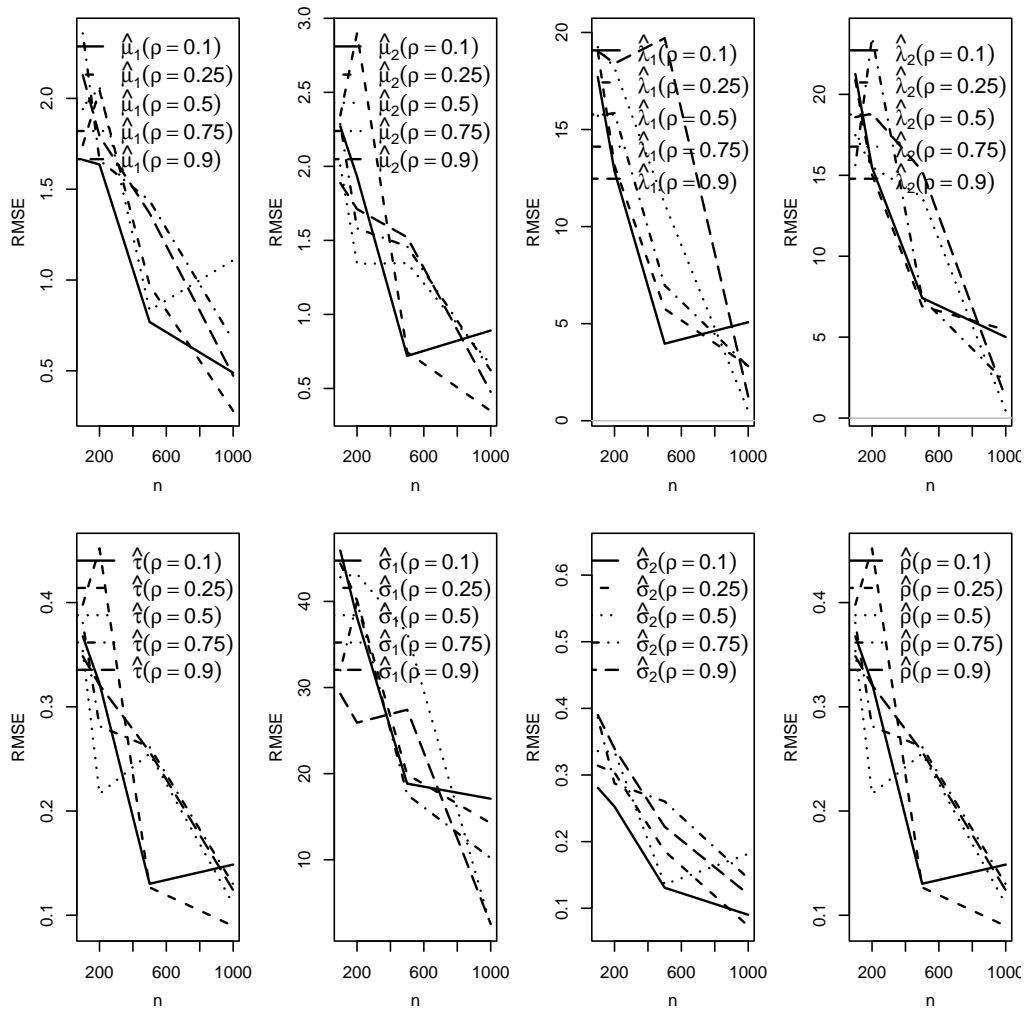 μ̂₁(ρ = 0.1)
μ̂₁(ρ = 0.25)
μ̂₁(ρ = 0.5)
μ̂₁(ρ = 0.75)
μ̂₁(ρ = 0.9)
RMSE
0.5
1.0
1.5
2.0
200
600
1000
n
μ̂₂(ρ = 0.1)
μ̂₂(ρ = 0.25)
μ̂₂(ρ = 0.5)
μ̂₂(ρ = 0.75)
μ̂₂(ρ = 0.9)
RMSE
0.5
1.0
1.5
2.0
2.5
3.0
200
600
1000
n
λ̂₁(ρ = 0.1)
λ̂₁(ρ = 0.25)
λ̂₁(ρ = 0.5)
λ̂₁(ρ = 0.75)
λ̂₁(ρ = 0.9)
RMSE
0
5
10
15
20
200
600
1000
n
λ̂₂(ρ = 0.1)
λ̂₂(ρ = 0.25)
λ̂₂(ρ = 0.5)
λ̂₂(ρ = 0.75)
λ̂₂(ρ = 0.9)
RMSE
0
5
10
15
20
200
600
1000
n
τ̂(ρ = 0.1)
τ̂(ρ = 0.25)
τ̂(ρ = 0.5)
τ̂(ρ = 0.75)
τ̂(ρ = 0.9)
RMSE
0.1
0.2
0.3
0.4
200
600
1000
n
σ̂₁(ρ = 0.1)
σ̂₁(ρ = 0.25)
σ̂₁(ρ = 0.5)
σ̂₁(ρ = 0.75)
σ̂₁(ρ = 0.9)
RMSE
10
20
30
40
200
600
1000
n
σ̂₂(ρ = 0.1)
σ̂₂(ρ = 0.25)
σ̂₂(ρ = 0.5)
σ̂₂(ρ = 0.75)
σ̂₂(ρ = 0.9)
RMSE
0.1
0.2
0.3
0.4
0.5
0.6
200
600
1000
n
ρ̂(ρ = 0.1)
ρ̂(ρ = 0.25)
ρ̂(ρ = 0.5)
ρ̂(ρ = 0.75)
ρ̂(ρ = 0.9)
RMSE
0.1
0.2
0.3
0.4
200
600
1000
n